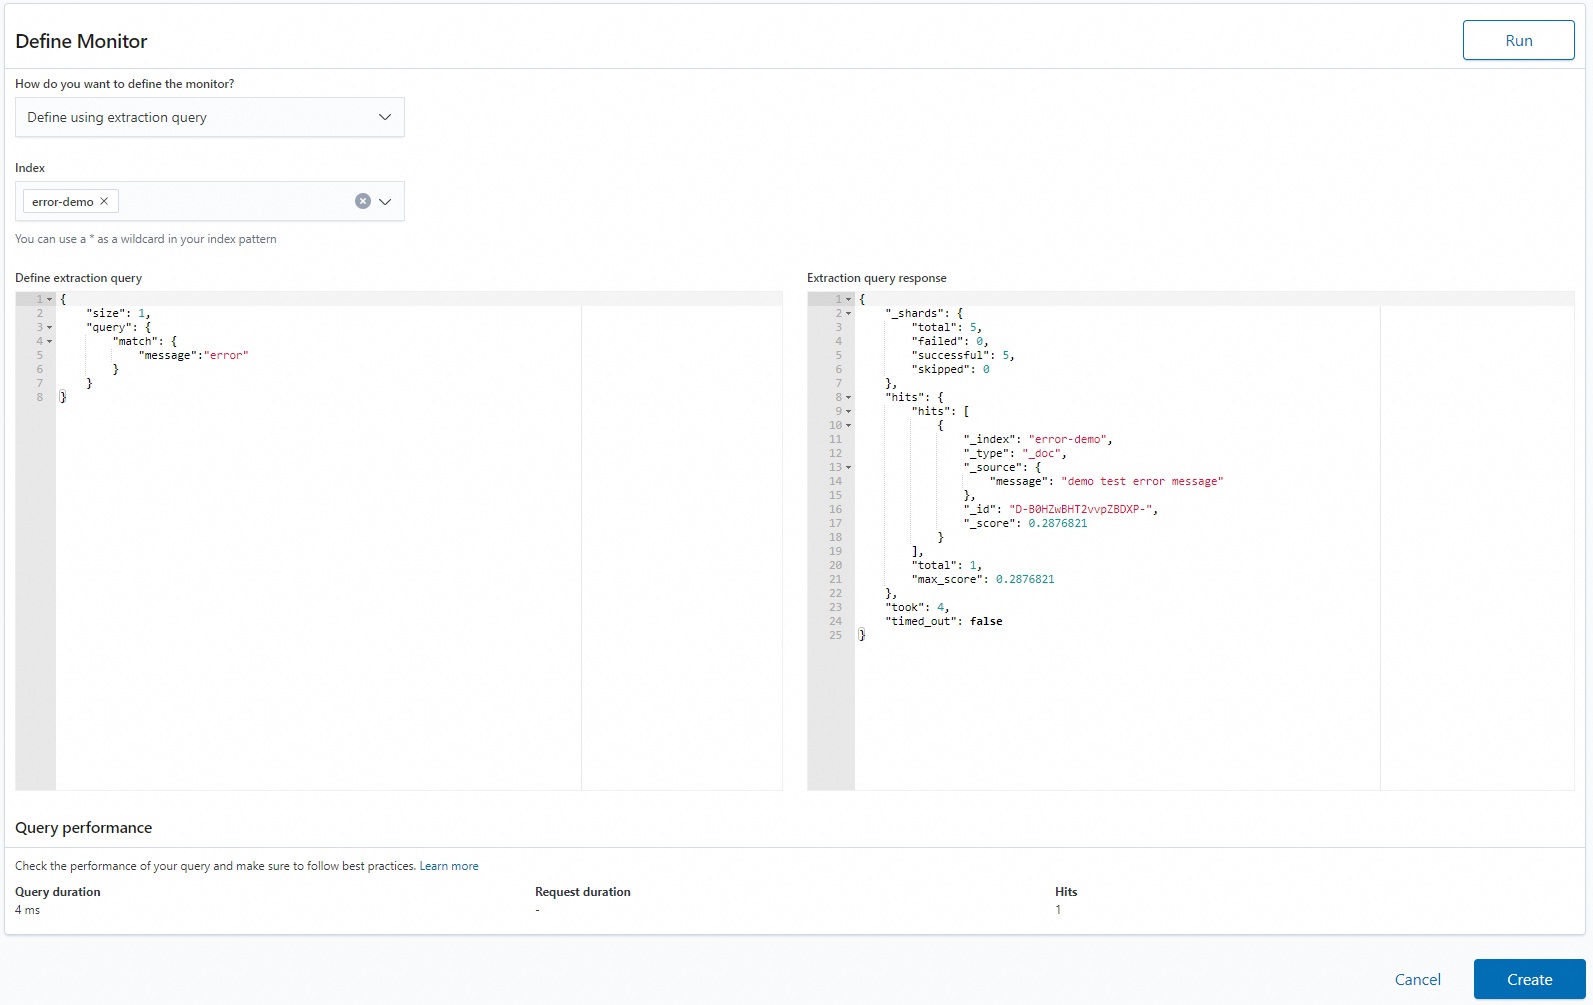 Define Monitor
Run
How do you want to define the monitor?
Define using extraction query
Index
error-demo ×
You can use a * as a wildcard in your index pattern
Define extraction query
1 {
2 "size": 1,
3 "query": {
4 "match": {
5 "message":"error"
6 }
7 }
8 }
Extraction query response
1 {
2 "_shards": {
3 "total": 5,
4 "failed": 0,
5 "successful": 5,
6 "skipped": 0
7 },
8 "hits": {
9 "hits": [
10 {
11 "_index": "error-demo",
12 "_type": "_doc",
13 "_source": {
14 "message": "demo test error message"
15 },
16 "_id": "D-B0HZwBHT2vvpZBDXP-",
17 "_score": 0.2876821
18 }
19 ],
20 "total": 1,
21 "max_score": 0.2876821
22 },
23 "took": 4,
24 "timed_out": false
25 }
Query performance
Check the performance of your query and make sure to follow best practices. Learn more
Query duration
4 ms
Request duration
-
Hits
1
Cancel
Create